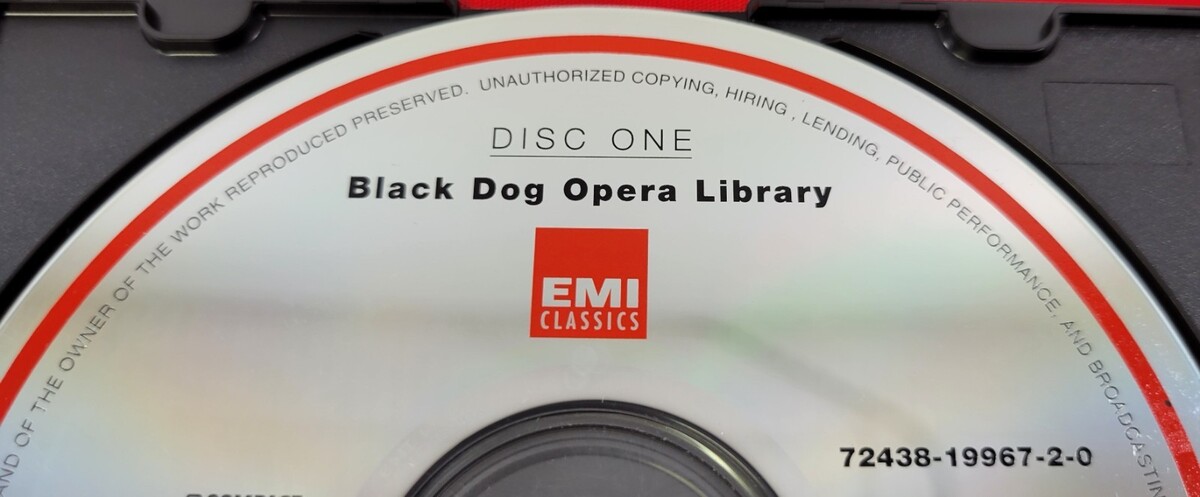 AND OF THE OWNER OF THE WORK REPRODUCED PRESERVED. UNAUTHORIZED COPYING, HIRING , LENDING, PUBLIC PERFORMANCE, AND BROADCASTIN
DISC ONE
Black Dog Opera Library
EMI
CLASSICS
72438-19967-2-0